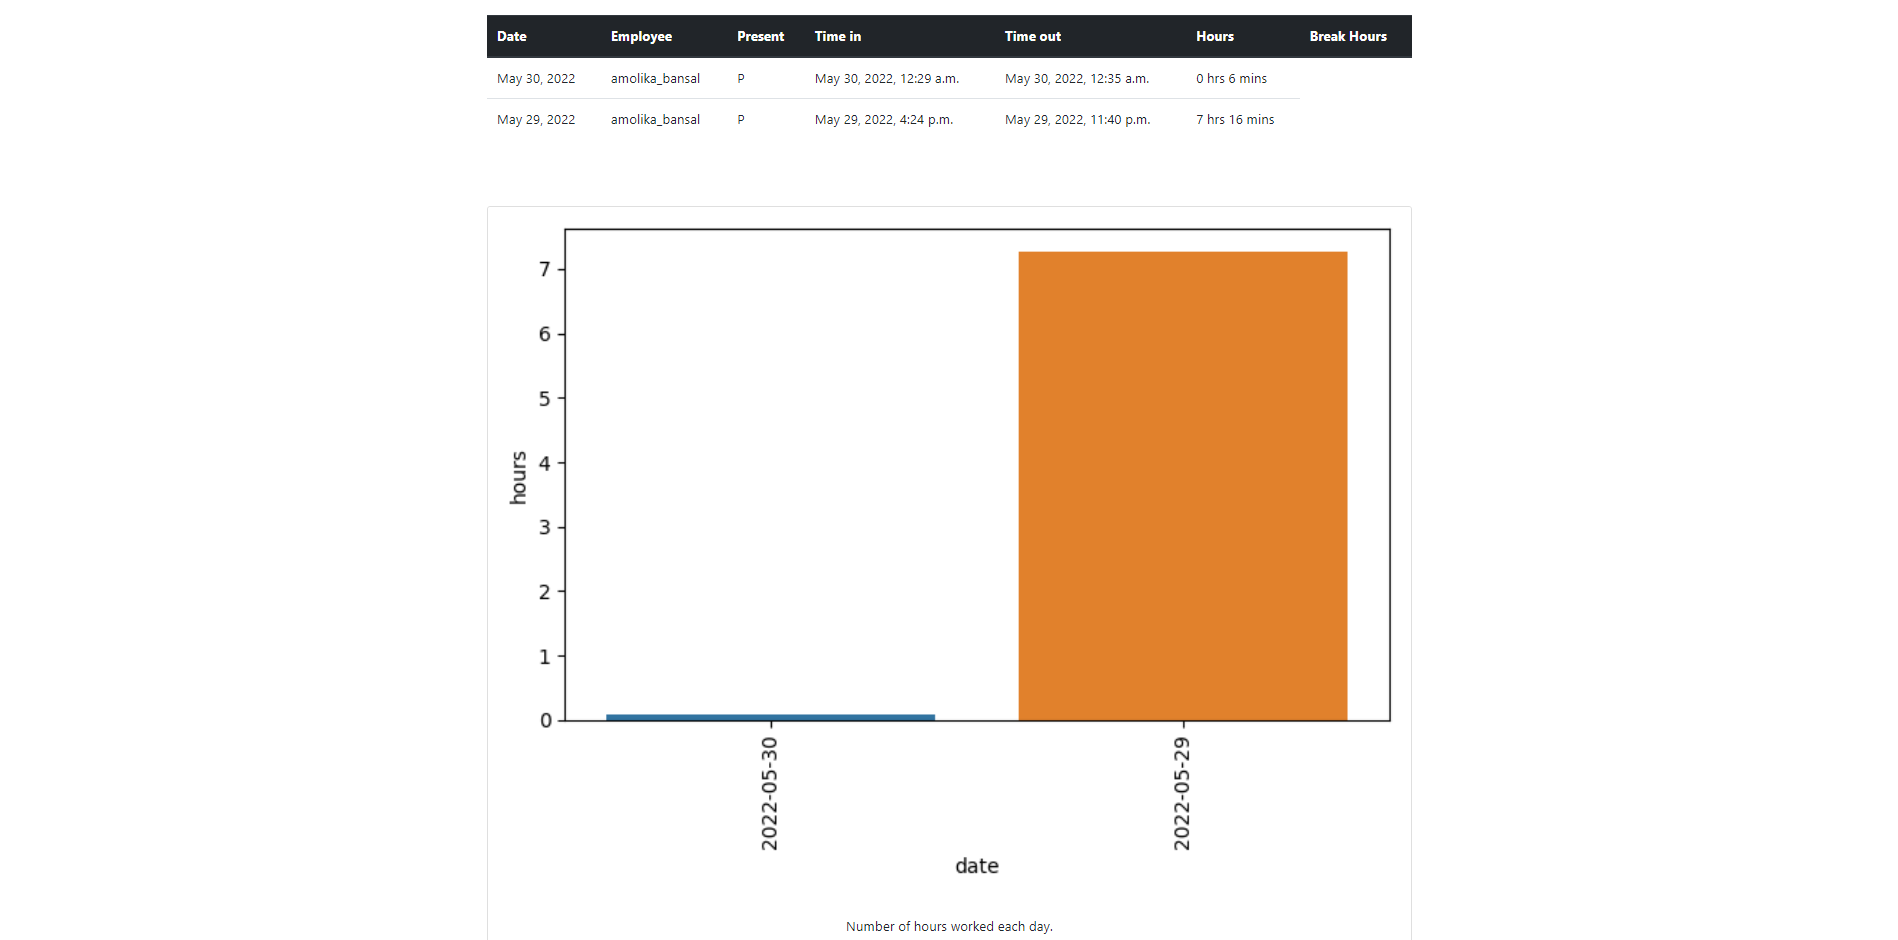 Date Employee Present Time in Time out Hours Break Hours
May 30, 2022 amolika_bansal P May 30, 2022, 12:29 a.m. May 30, 2022, 12:35 a.m. 0 hrs 6 mins
May 29, 2022 amolika_bansal P May 29, 2022, 4:24 p.m. May 29, 2022, 11:40 p.m. 7 hrs 16 mins
7
6
5
4
3
2
1
0
hours
2022-05-30
2022-05-29
date
Number of hours worked each day.